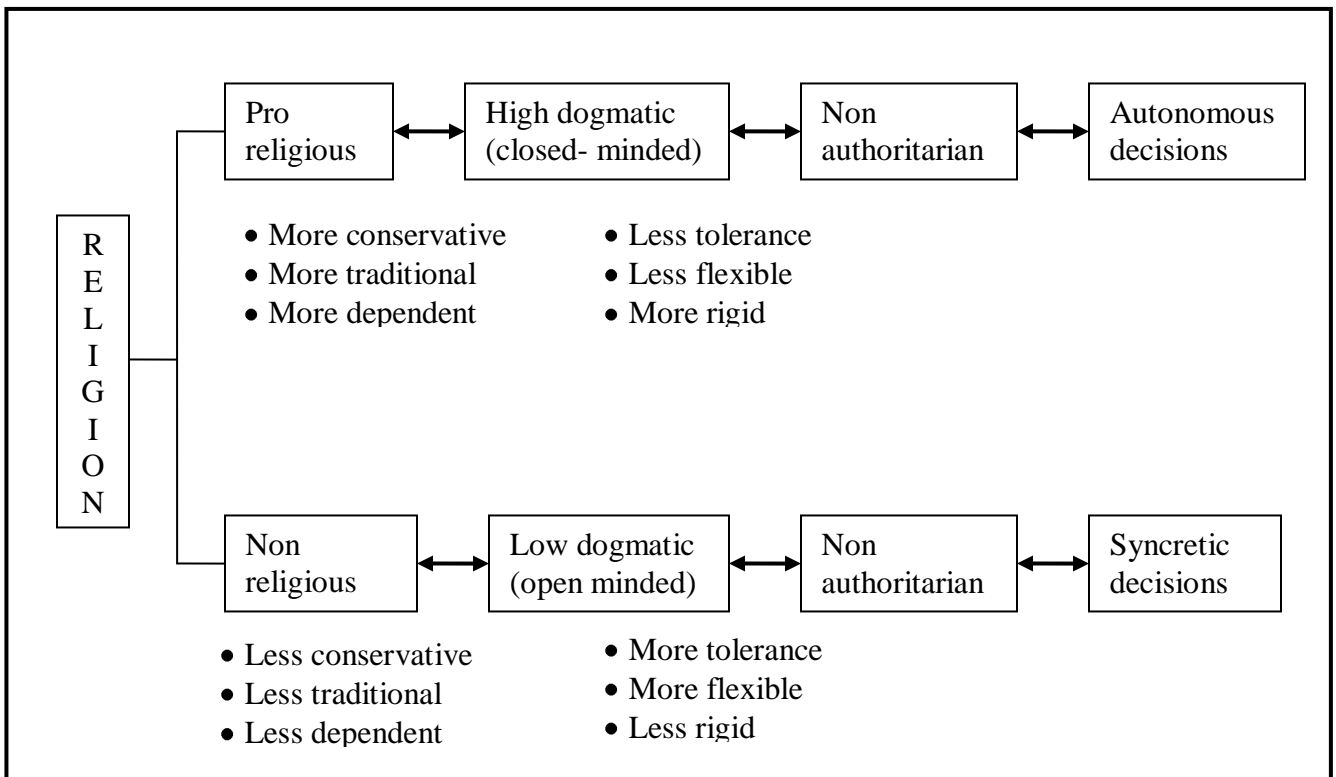 Pro
religious
High dogmatic
(closed- minded)
Non
authoritarian
Autonomous
decisions
R
E
L
I
G
I
O
N
• More conservative
• More traditional
• More dependent
• Less tolerance
• Less flexible
• More rigid
Non
religious
Low dogmatic
(open minded)
Non
authoritarian
Syncretic
decisions
• Less conservative
• Less traditional
• Less dependent
• More tolerance
• More flexible
• Less rigid